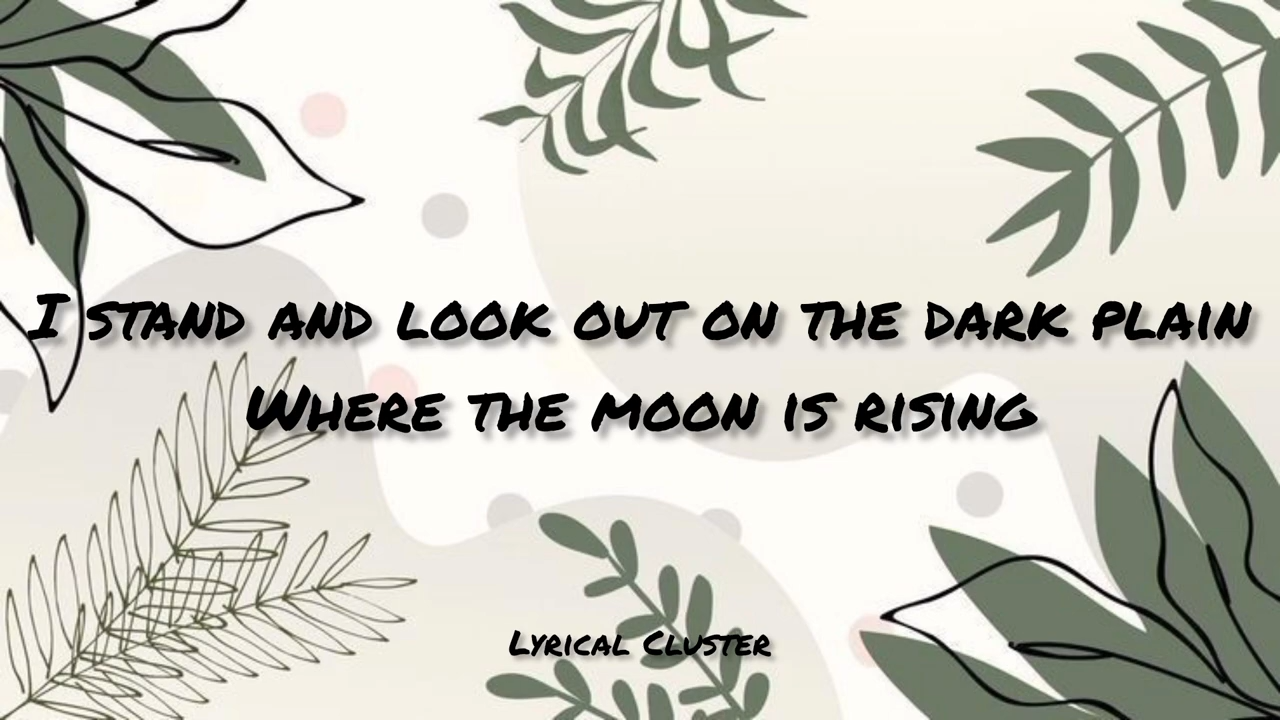 I stand and look out on the dark plain
Where the moon is rising
Lyrical Cluster